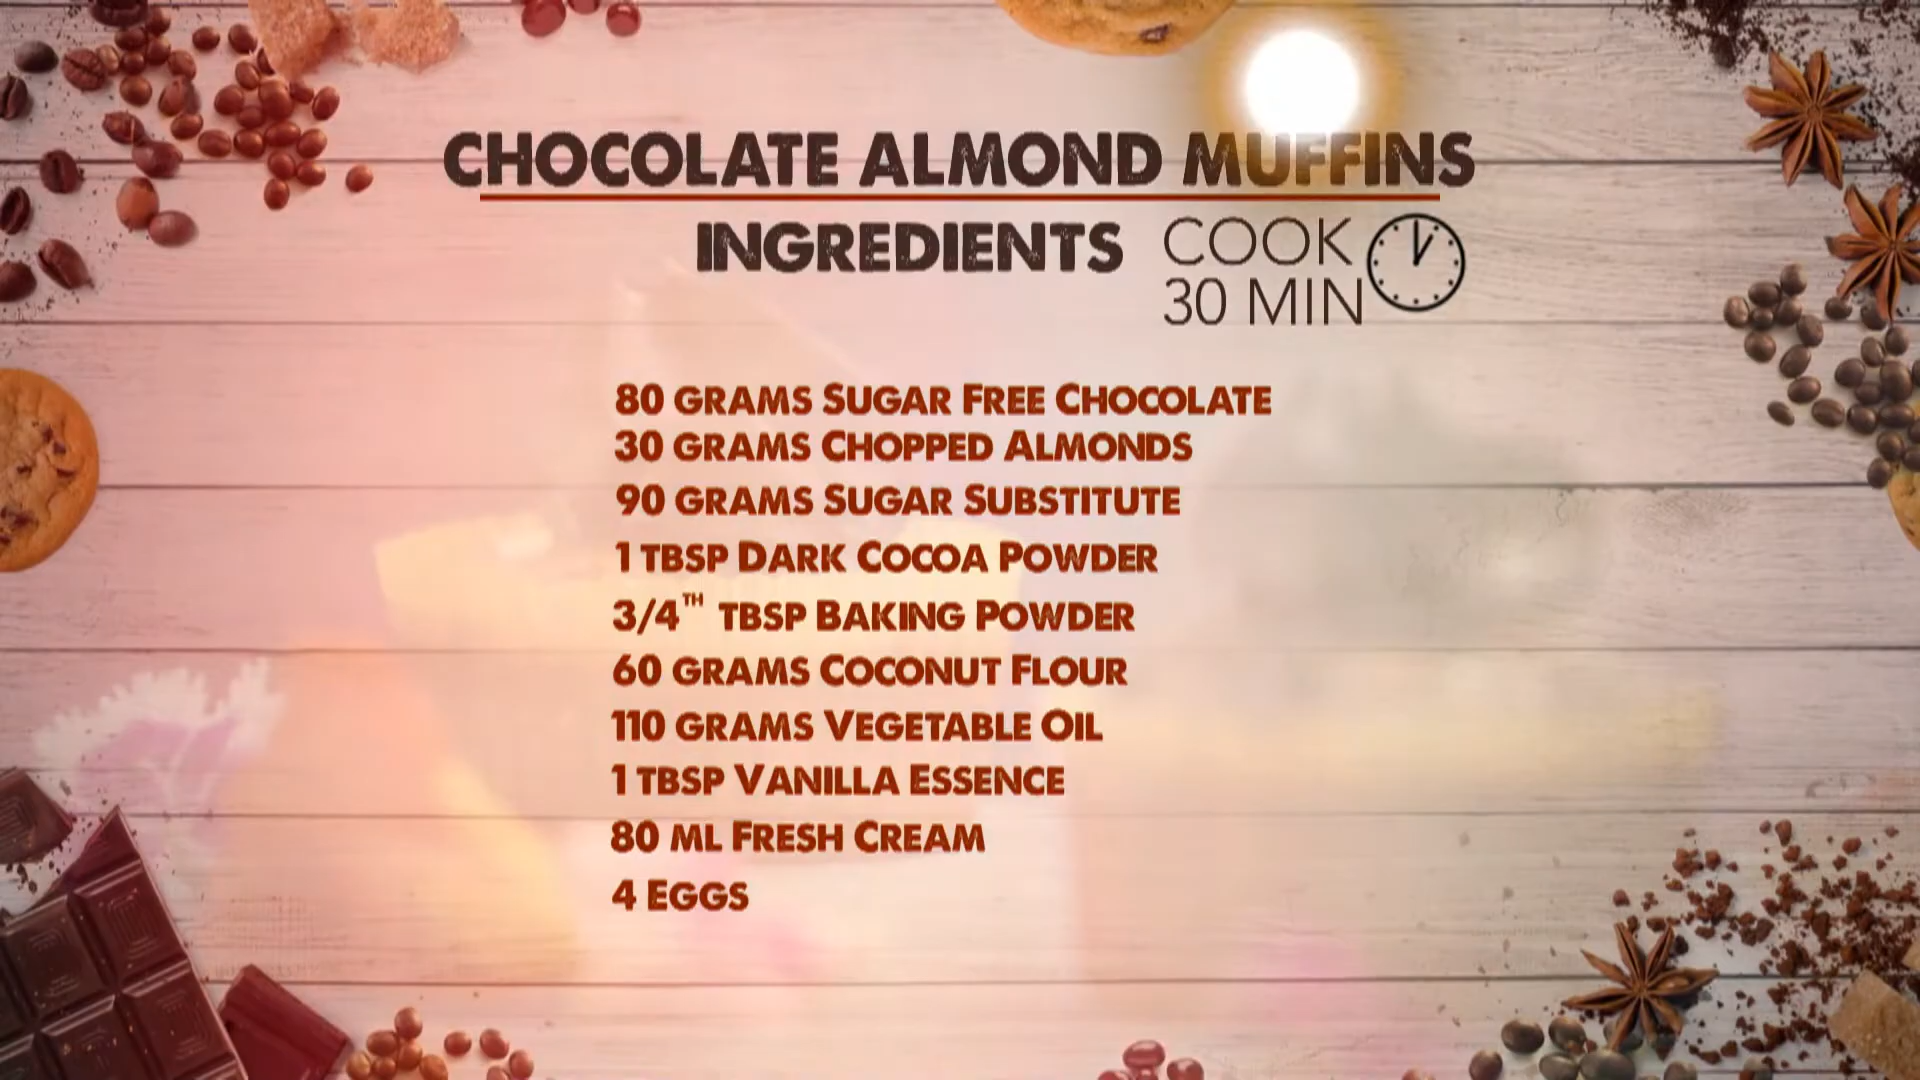 CHOCOLATE ALMOND MUFFINS
INGREDIENTS
COOK
30 MIN
80 GRAMS SUGAR FREE CHOCOLATE
30 GRAMS CHOPPED ALMONDS
90 GRAMS SUGAR SUBSTITUTE
1 TBSP DARK COCOA POWDER
3/4TH TBSP BAKING POWDER
60 GRAMS COCONUT FLOUR
110 GRAMS VEGETABLE OIL
1 TBSP VANILLA ESSENCE
80 ML FRESH CREAM
4 EGGS